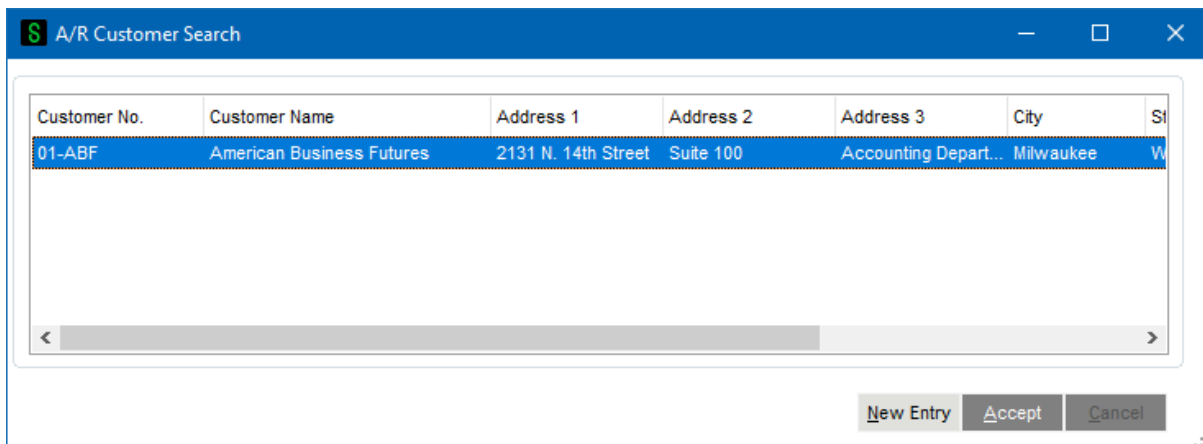 S A/R Customer Search
Customer No. Customer Name Address 1 Address 2 Address 3 City St
01-ABF American Business Futures 2131 N. 14th Street Suite 100 Accounting Depart... Milwaukee W
New Entry Accept Cancel